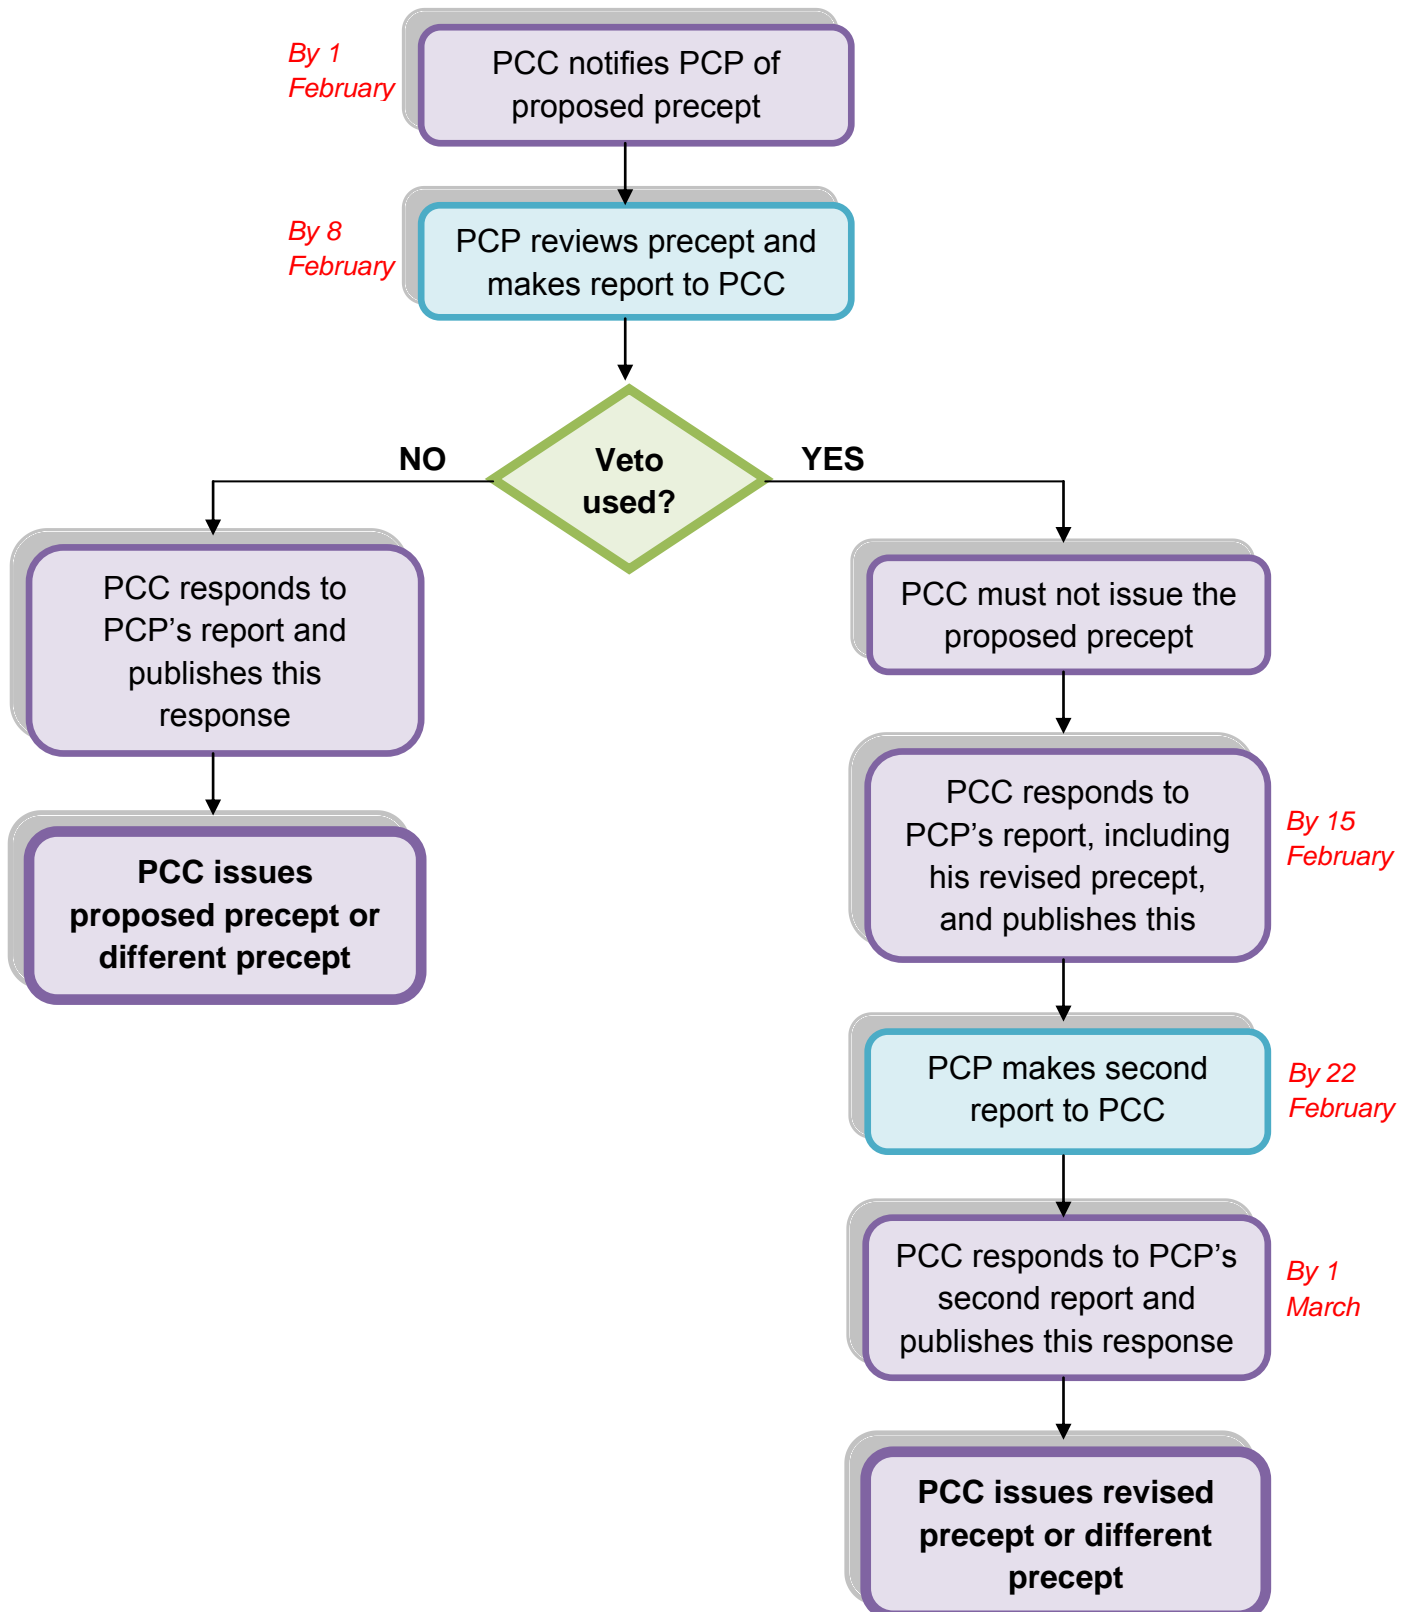 By 1
February
PCC notifies PCP of
proposed precept
By 8
February
PCP reviews precept and
makes report to PCC
NO
Veto
used?
YES
PCC responds to
PCP’s report and
publishes this
response
PCC issues
proposed precept or
different precept
PCC must not issue the
proposed precept
PCC responds to
PCP’s report, including
his revised precept,
and publishes this
By 15
February
PCP makes second
report to PCC
By 22
February
PCC responds to PCP’s
second report and
publishes this response
By 1
March
PCC issues revised
precept or different
precept